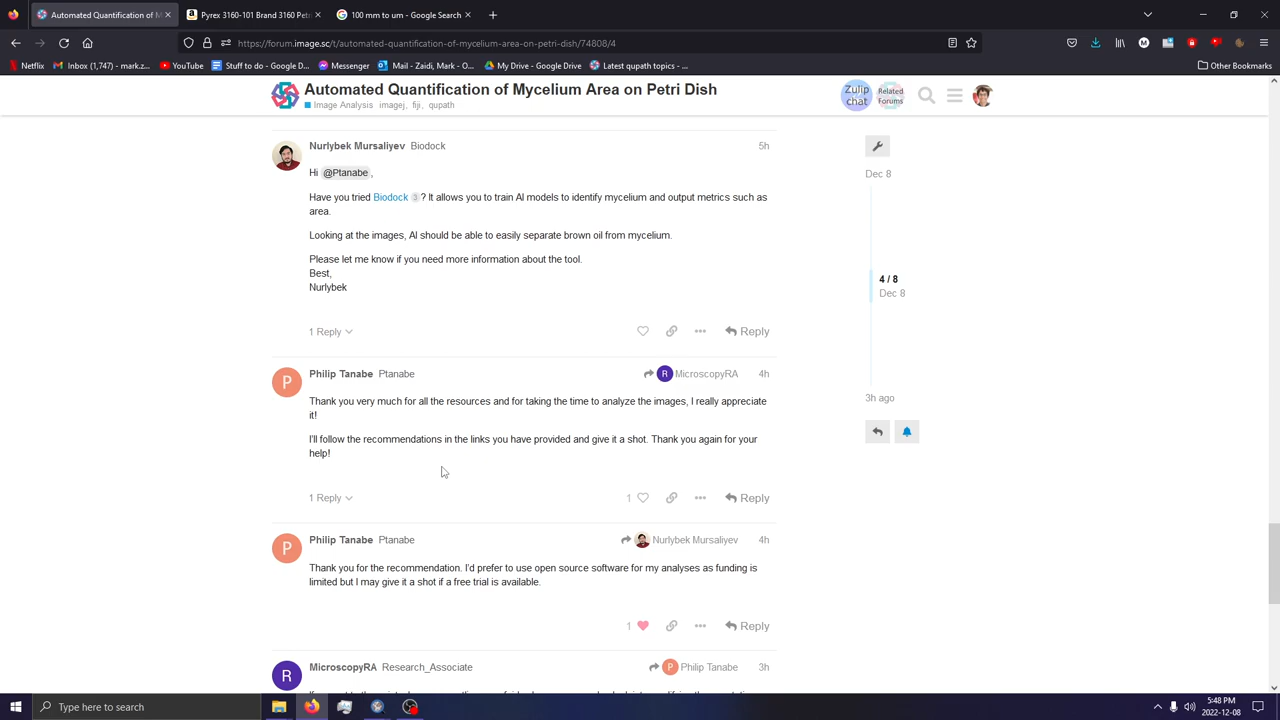 Automated Quantification of M
Pyrex 3160-101 Brand 3160 Petri
100 mm to um - Google Search
https://forum.image.sc/t/automated-quantification-of-mycelium-area-on-petri-dish/74808/4
Netflix
Inbox (1,747) - mark.z...
YouTube
Stuff to do - Google D...
Messenger
Mail - Zaidi, Mark - O...
My Drive - Google Drive
Latest qupath topics - ...
Other Bookmarks
Automated Quantification of Mycelium Area on Petri Dish
Image Analysis imagej, fiji, qupath
Zulip chat
Related Forums
Nurlybek Mursaliyev Biodock 5h
Hi @Ptanabe,
Have you tried Biodock 3? It allows you to train AI models to identify mycelium and output metrics such as
area.
Looking at the images, AI should be able to easily separate brown oil from mycelium.
Please let me know if you need more information about the tool.
Best,
Nurlybek
1 Reply
Reply
Philip Tanabe Ptanabe R MicroscopyRA 4h
P
Thank you very much for all the resources and for taking the time to analyze the images, I really appreciate
it!
I'll follow the recommendations in the links you have provided and give it a shot. Thank you again for your
help!
1 Reply
1
Reply
Philip Tanabe Ptanabe Nurlybek Mursaliyev 4h
P
Thank you for the recommendation. I'd prefer to use open source software for my analyses as funding is
limited but I may give it a shot if a free trial is available.
1
Reply
MicroscopyRA Research_Associate P Philip Tanabe 3h
R
Dec 8
4 / 8
Dec 8
3h ago
Type here to search
5:48 PM
2022-12-08